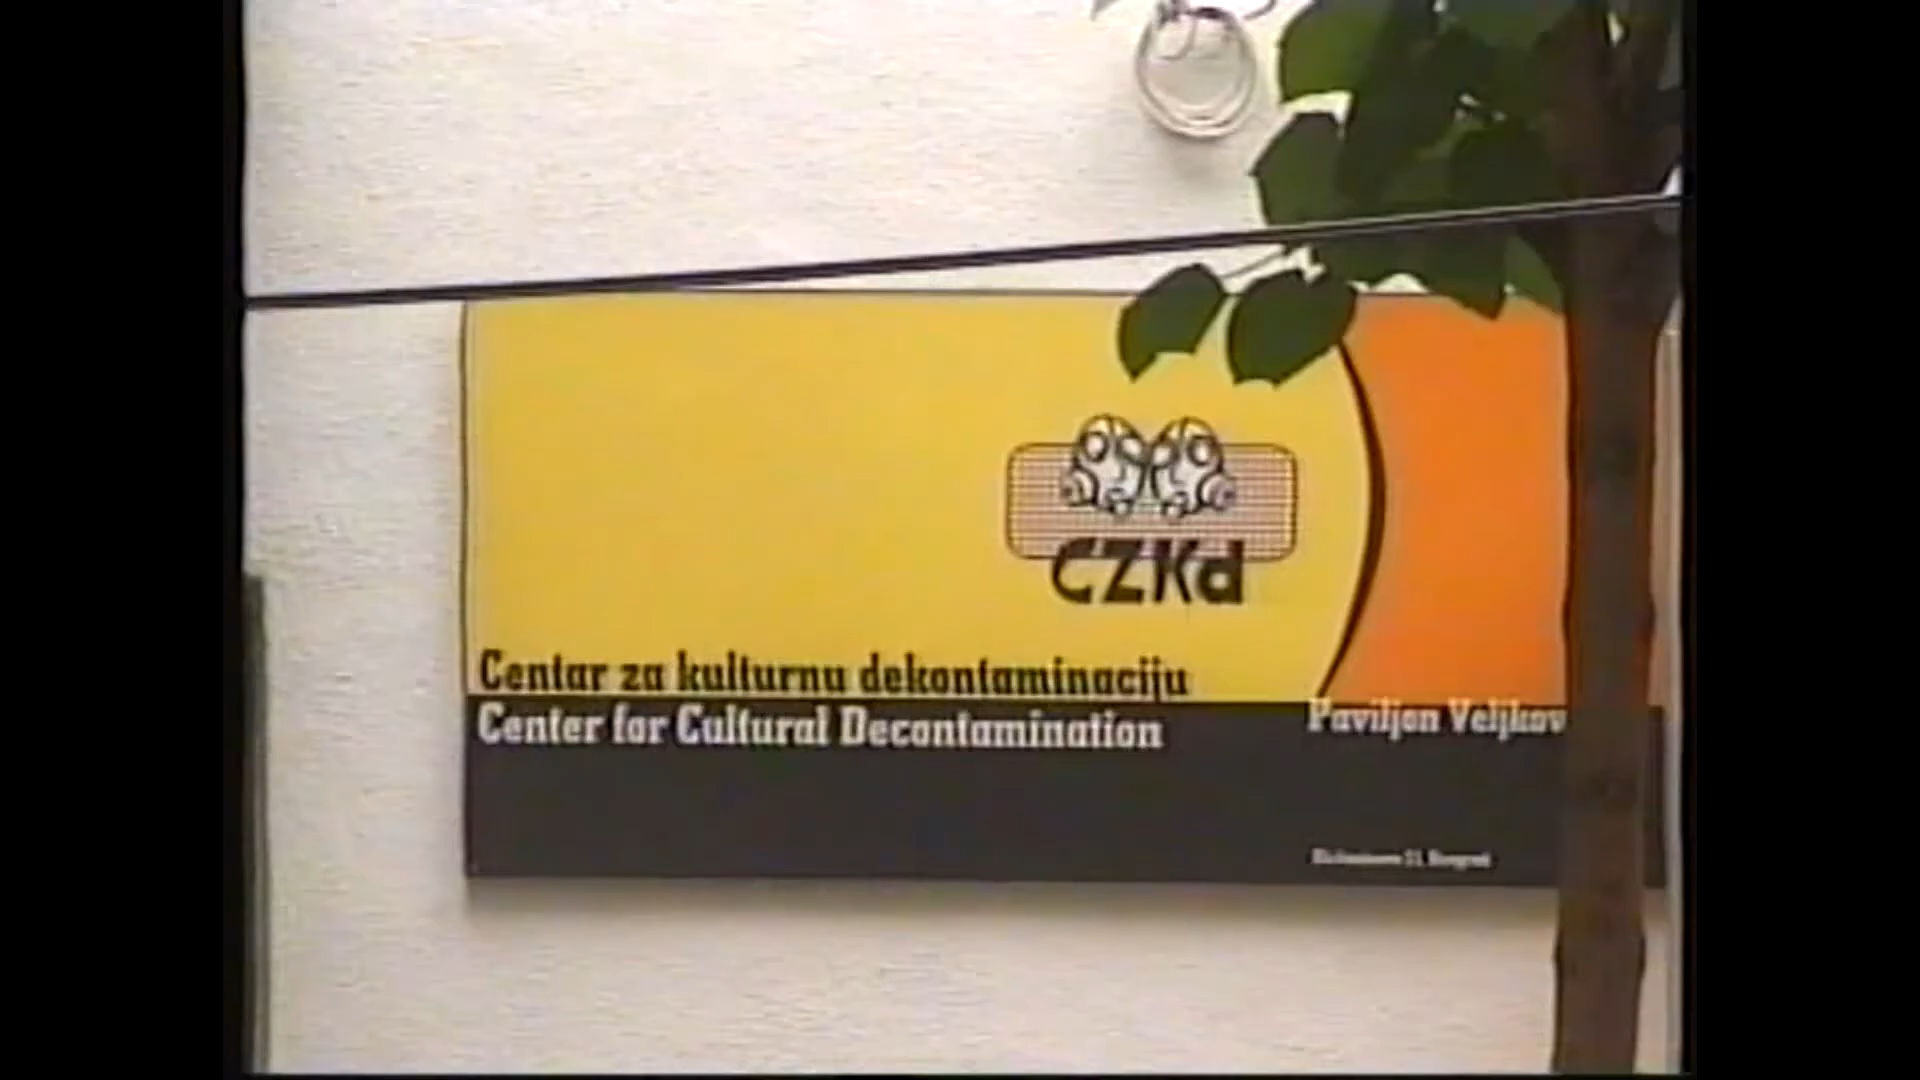 CZKd
Centar za kulturnu dekontaminaciju
Center for Cultural Decontamination
Paviljon Veljkov